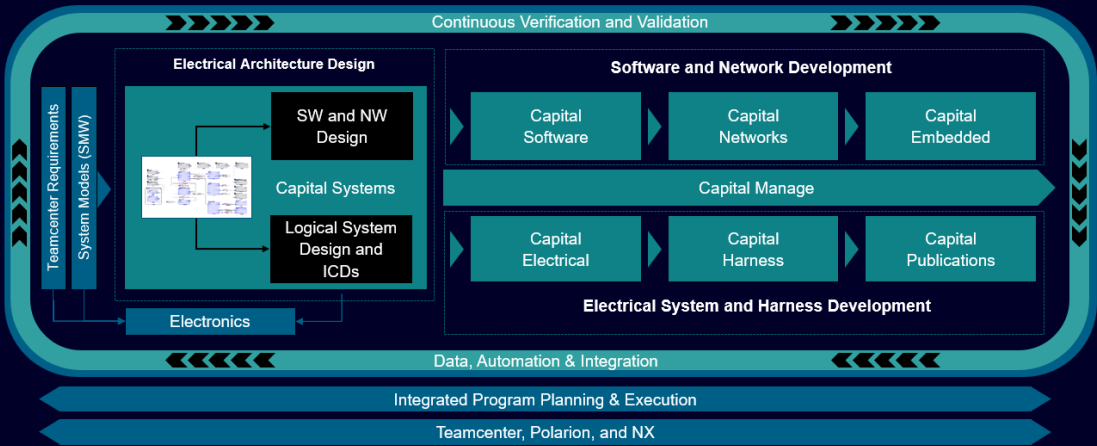 Continuous Verification and Validation
Teamcenter Requirements
System Models (SMW)
Electrical Architecture Design
SW and NW
Design
Capital Systems
Logical System
Design and
ICDs
Electronics
Software and Network Development
Capital
Software
Capital
Networks
Capital
Embedded
Capital Manage
Capital
Electrical
Capital
Harness
Capital
Publications
Electrical System and Harness Development
Data, Automation & Integration
Integrated Program Planning & Execution
Teamcenter, Polarion, and NX